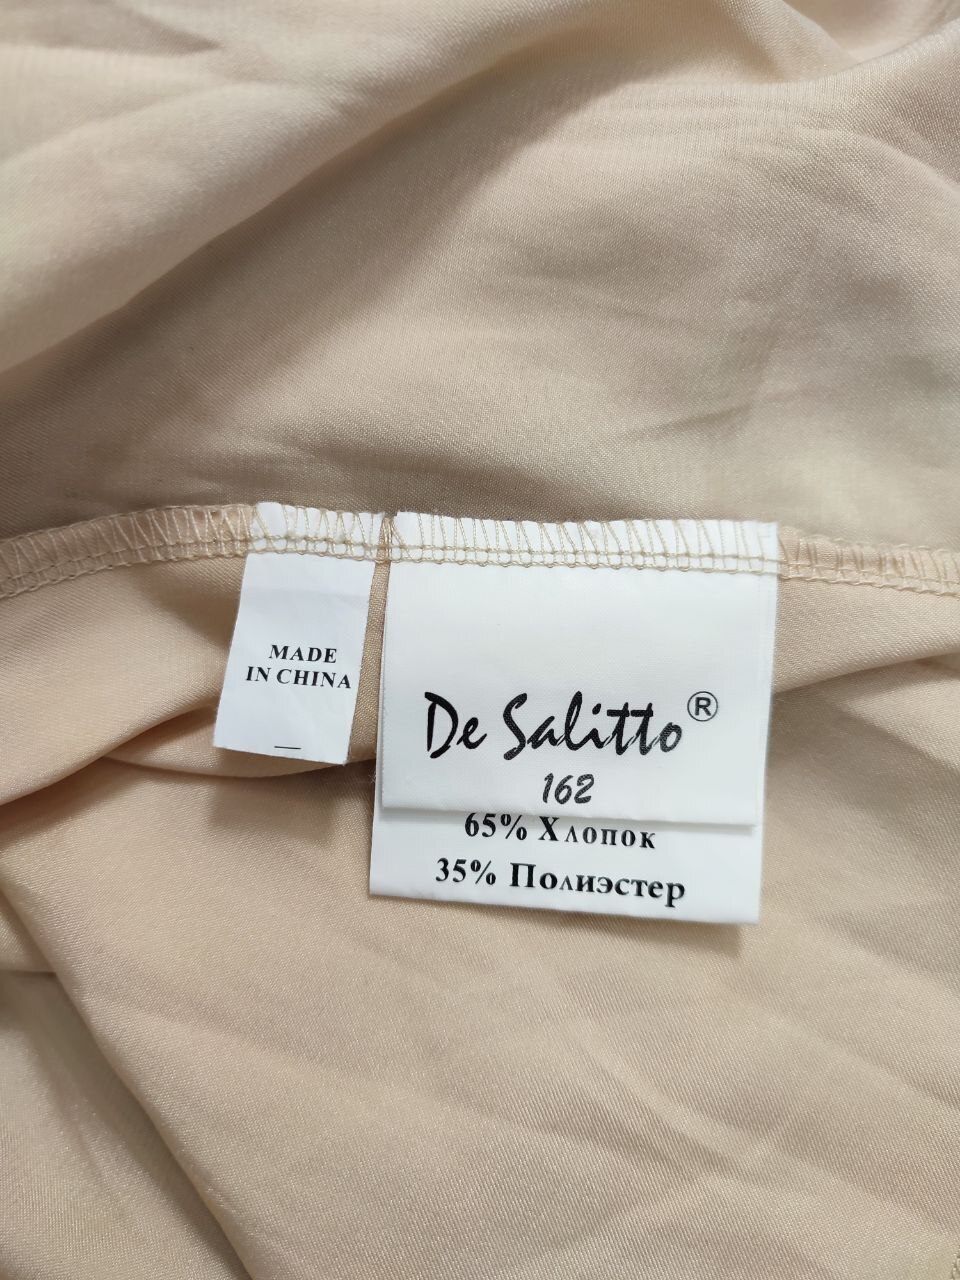 MADE
IN CHINA
De Salitto®
162
65% Хлопок
35% Полиэстер